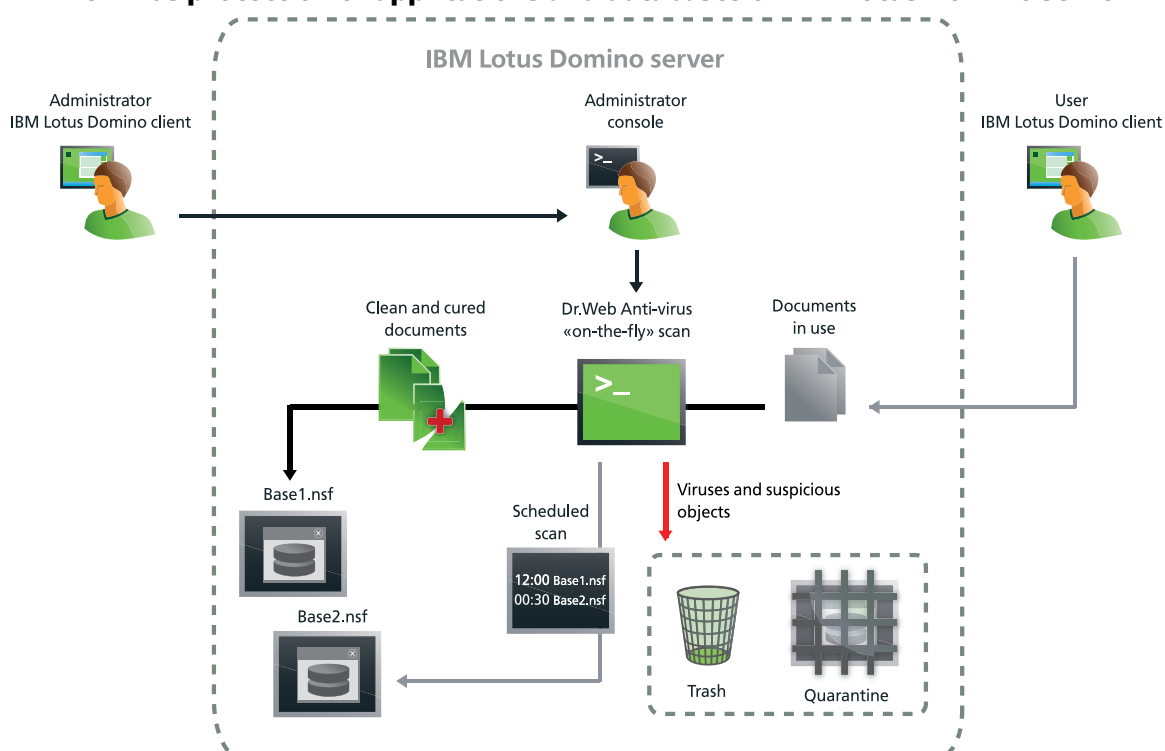 IBM Lotus Domino server
Administrator
IBM Lotus Domino client
Administrator
console
User
IBM Lotus Domino client
>_
Clean and cured
documents
Dr.Web Anti-virus
«on-the-fly» scan
Documents
in use
>_
Base1.nsf
Scheduled
scan
Viruses and suspicious
objects
12:00 Base1.nsf
00:30 Base2.nsf
Base2.nsf
Trash
Quarantine